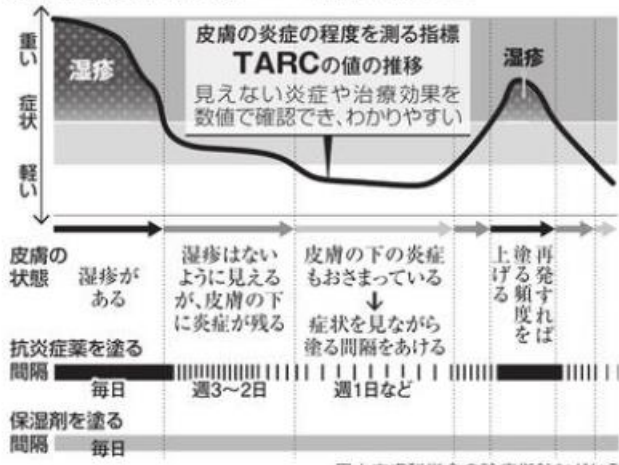 皮膚の炎症の程度を測る指標
TARCの値の推移
見えない炎症や治療効果を
数値で確認でき、わかりやすい
重い
症状
軽い
湿疹
湿疹
皮膚の
状態
湿疹が
ある
湿疹はない
ように見える
が、皮膚の下
に炎症が残る
皮膚の下の炎症
もおさまっている
↓
症状を見ながら
塗る間隔をあける
再発すれば
塗る頻度を
上げる
抗炎症薬を塗る
間隔
毎日
週3〜2日
週1日など
保湿剤を塗る
間隔
毎日